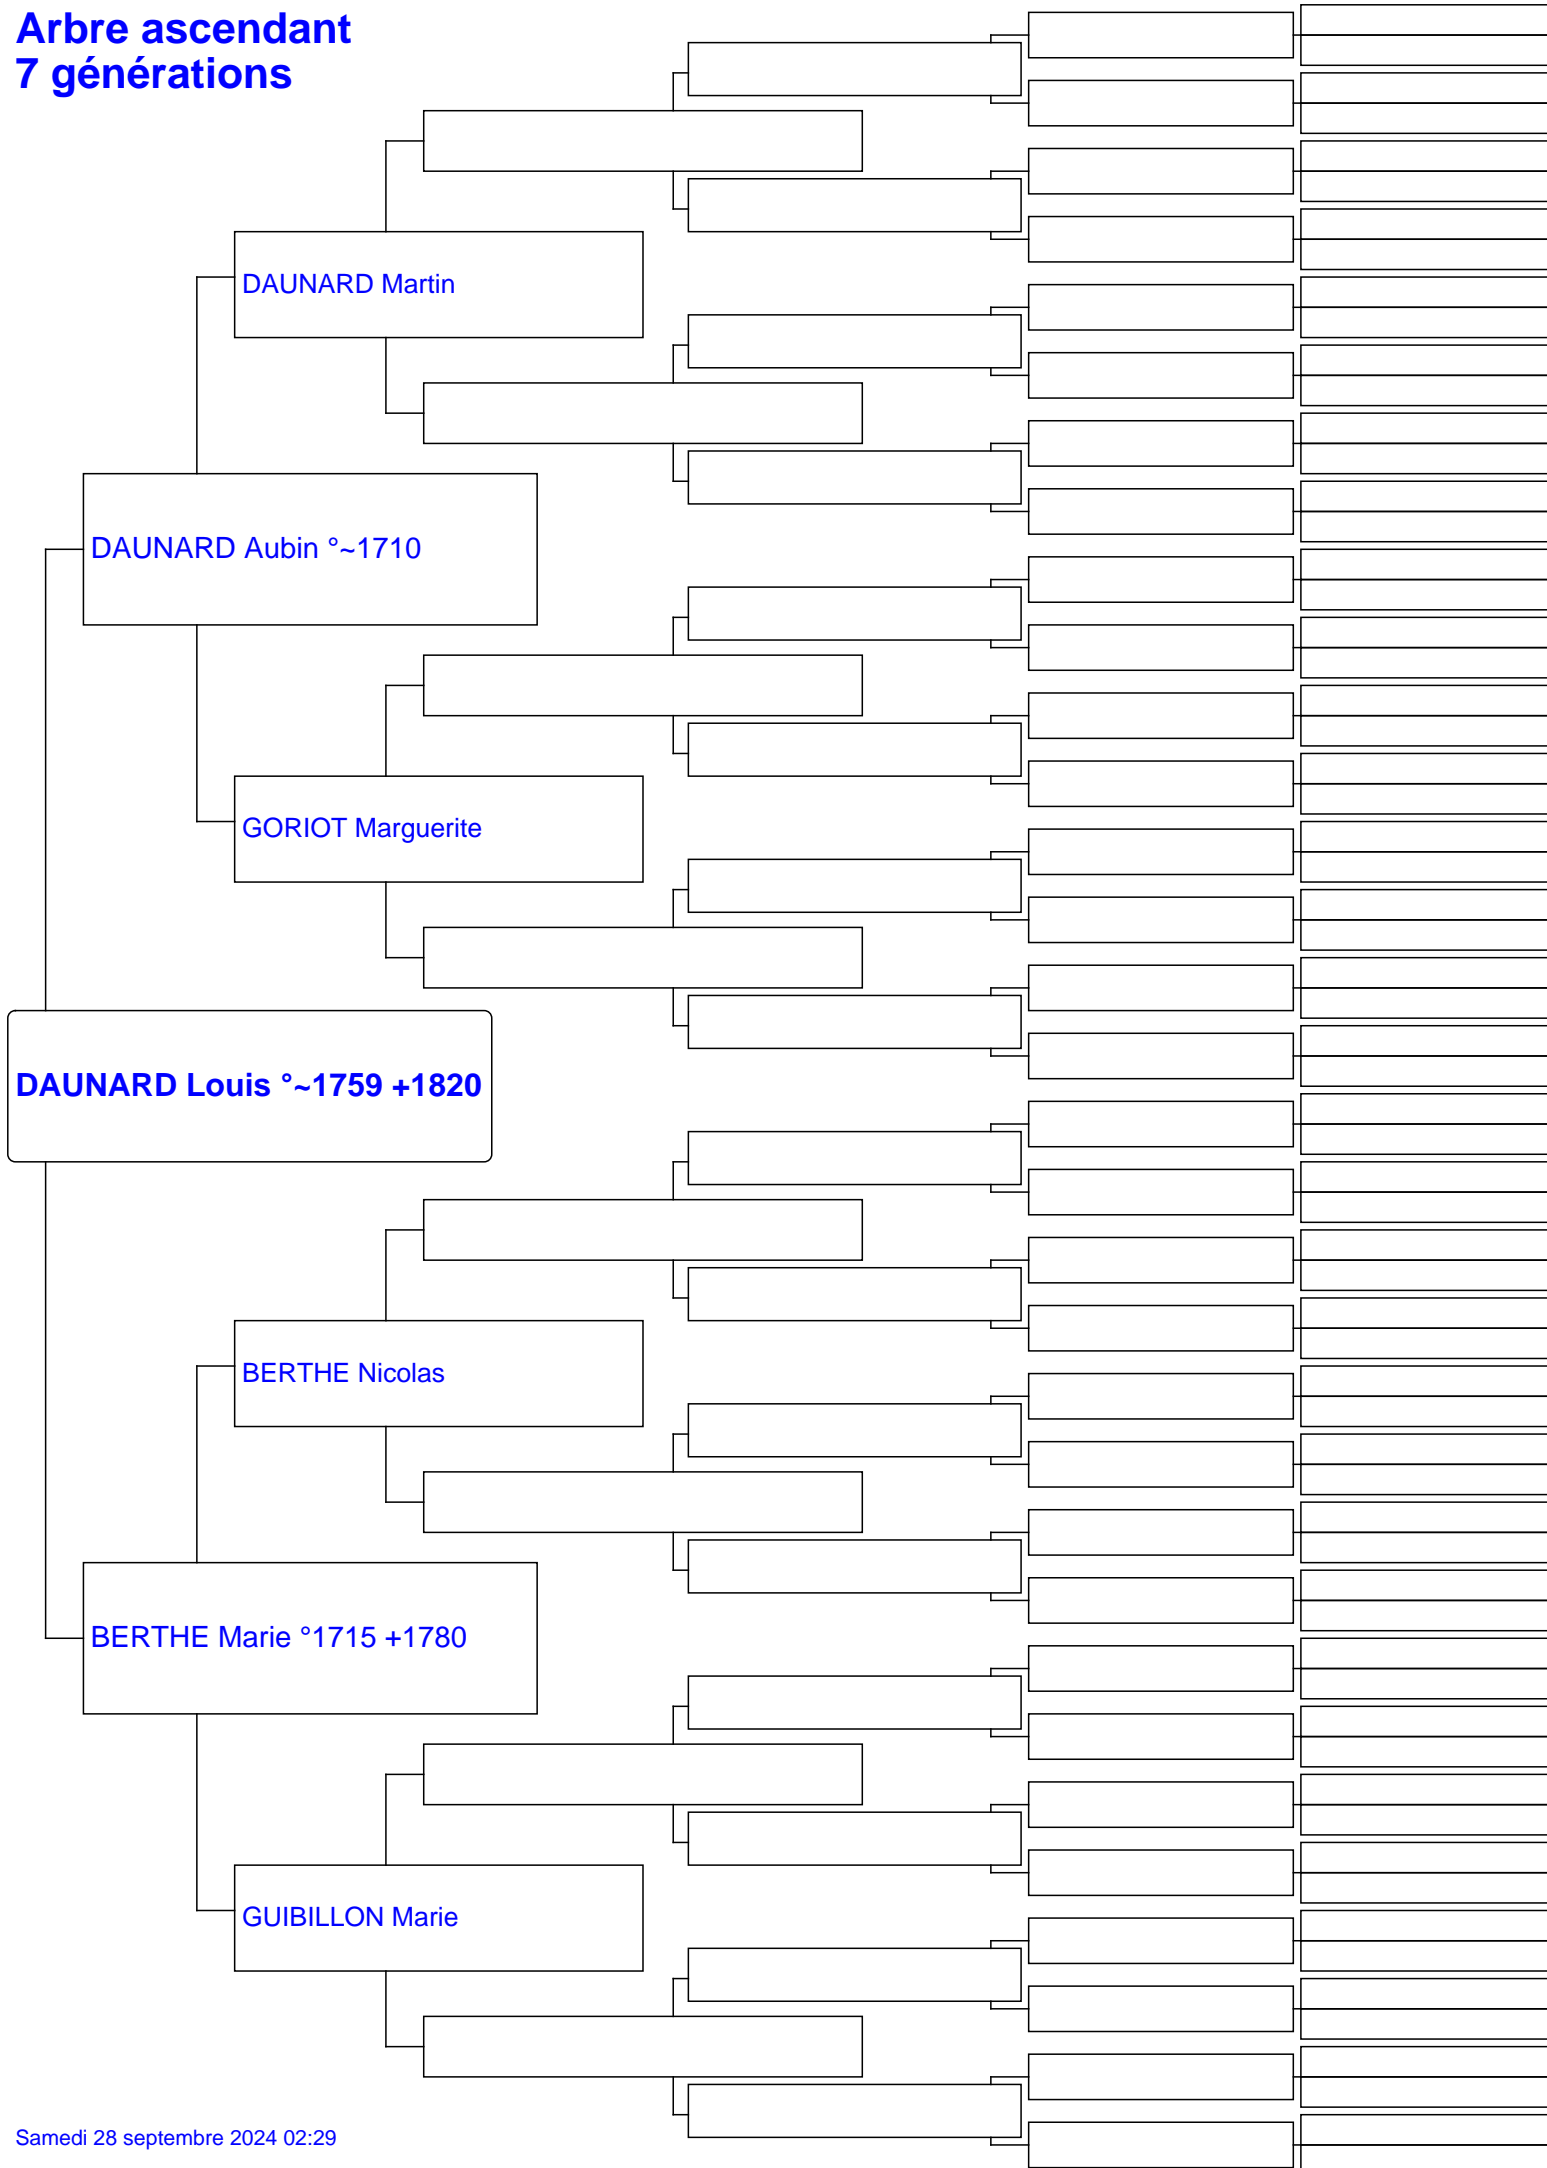 Arbre ascendant
7 générations
DAUNARD Martin
DAUNARD Aubin °~1710
GORIOT Marguerite
DAUNARD Louis °~1759 +1820
BERTHE Nicolas
BERTHE Marie °1715 +1780
GUIBILLON Marie
Samedi 28 septembre 2024 02:29